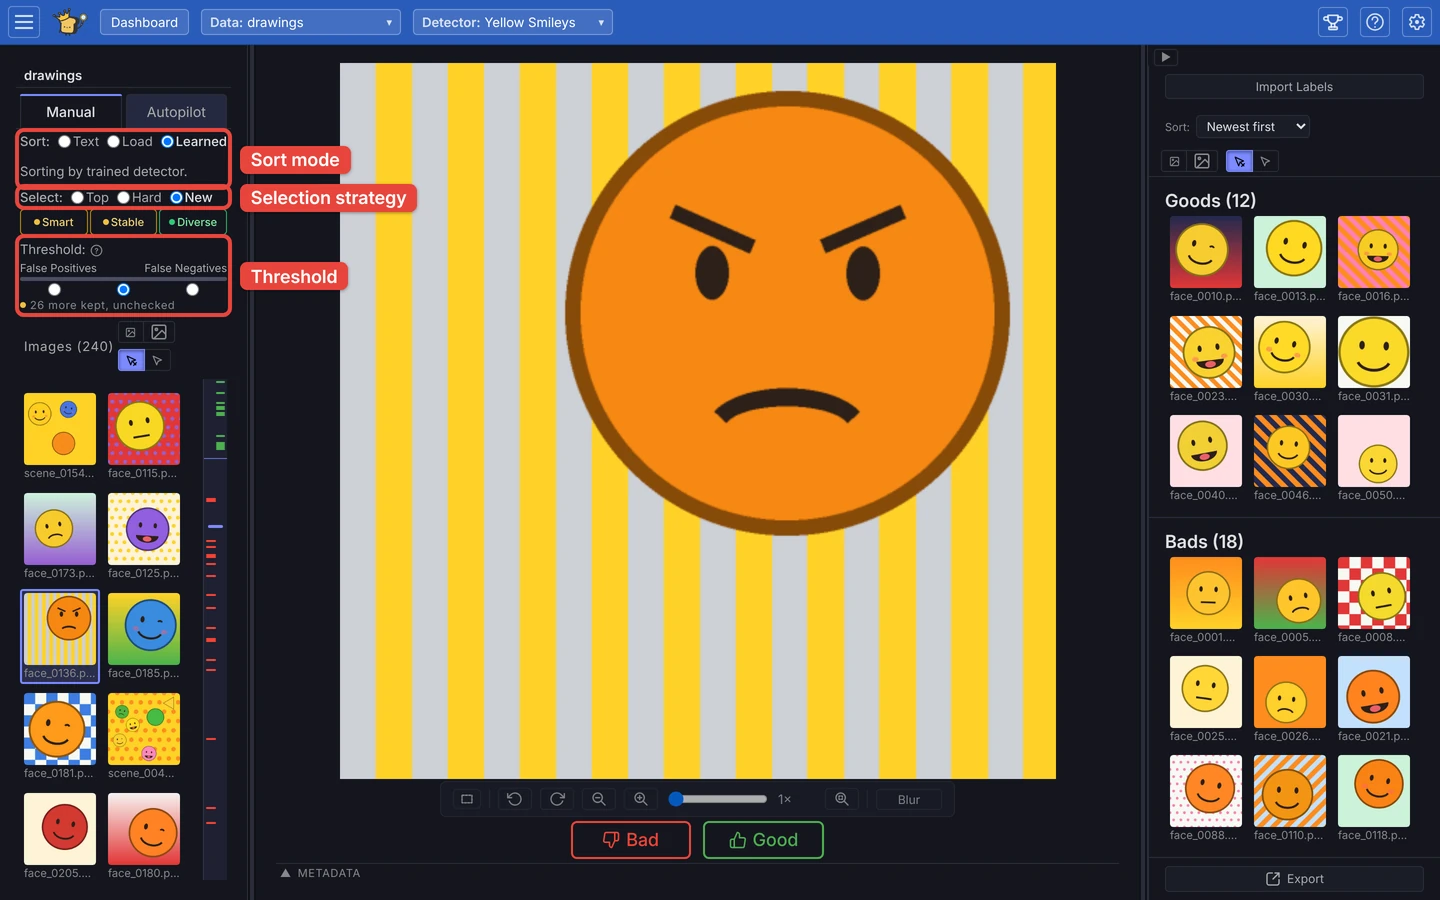 Dashboard
Data: drawings
Detector: Yellow Smileys
drawings
Manual
Autopilot
Sort: Text Load Learned
Sorting by trained detector.
Sort mode
Select: Top Hard New
Selection strategy
Smart
Stable
Diverse
Threshold:
False Positives
False Negatives
26 more kept, unchecked
Threshold
Images (240)
scene_0154...
face_0115.p...
face_0173.p...
face_0125.p...
face_0136.p...
face_0185.p...
face_0181.p...
scene_004...
face_0205....
face_0180.p...
1×
Blur
Bad
Good
METADATA
Import Labels
Sort: Newest first
Goods (12)
face_0010.p...
face_0013.p...
face_0016.p...
face_0023....
face_0030....
face_0031.p...
face_0040....
face_0046....
face_0050....
Bads (18)
face_0001....
face_0005....
face_0008....
face_0025....
face_0026....
face_0021.p...
face_0088....
face_0110.p...
face_0118.p...
Export